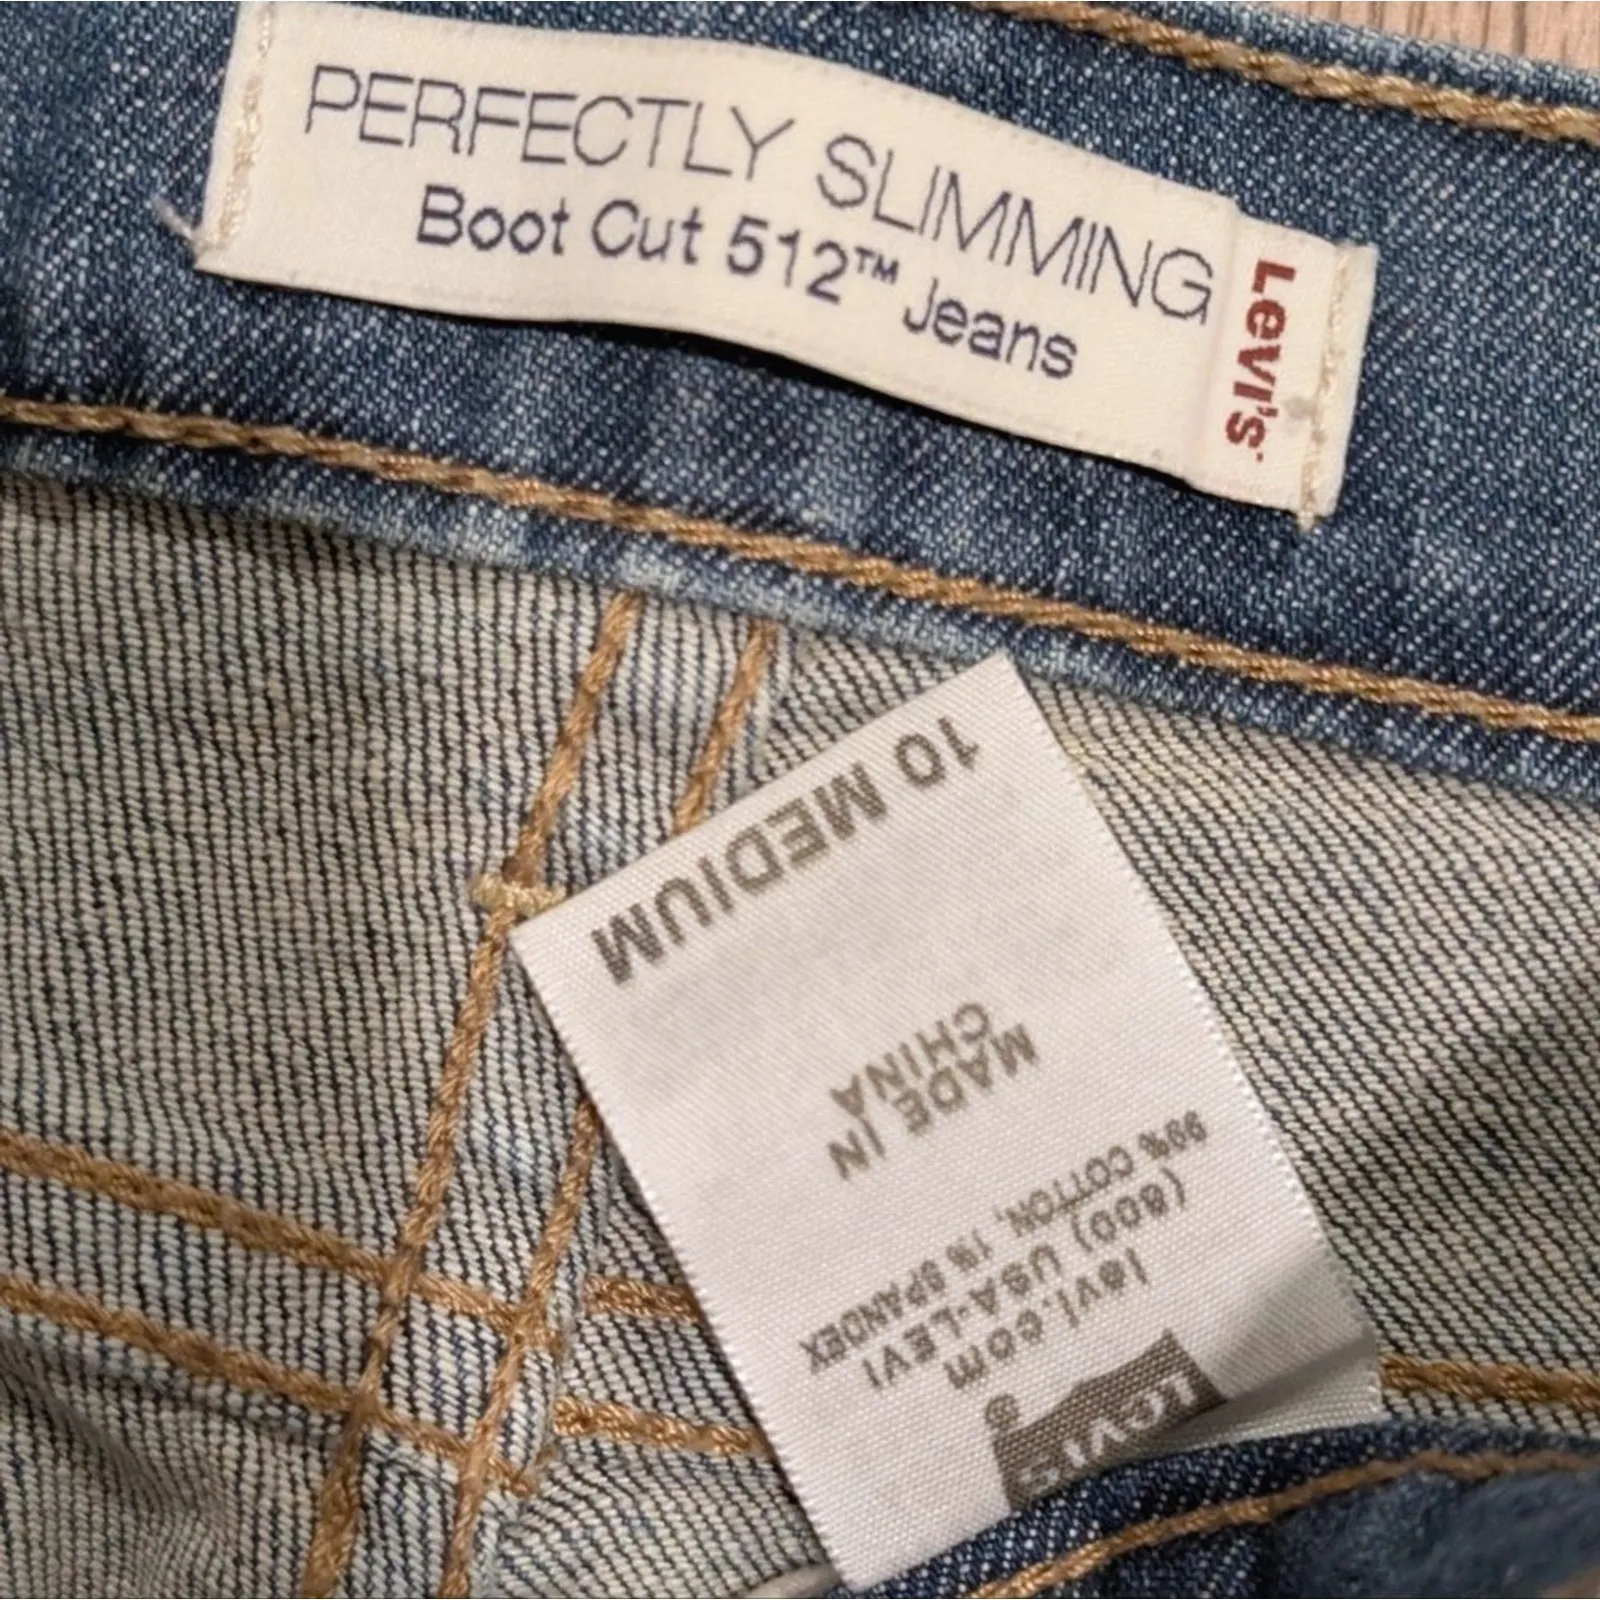 PERFECTLY SLIMMING
Boot Cut 512™ Jeans
Levi's
10 MEDIUM
MADE IN
CHINA
99% COTTON, 1% SPANDEX
(800) USA-LEVI
levi.com
Levi's